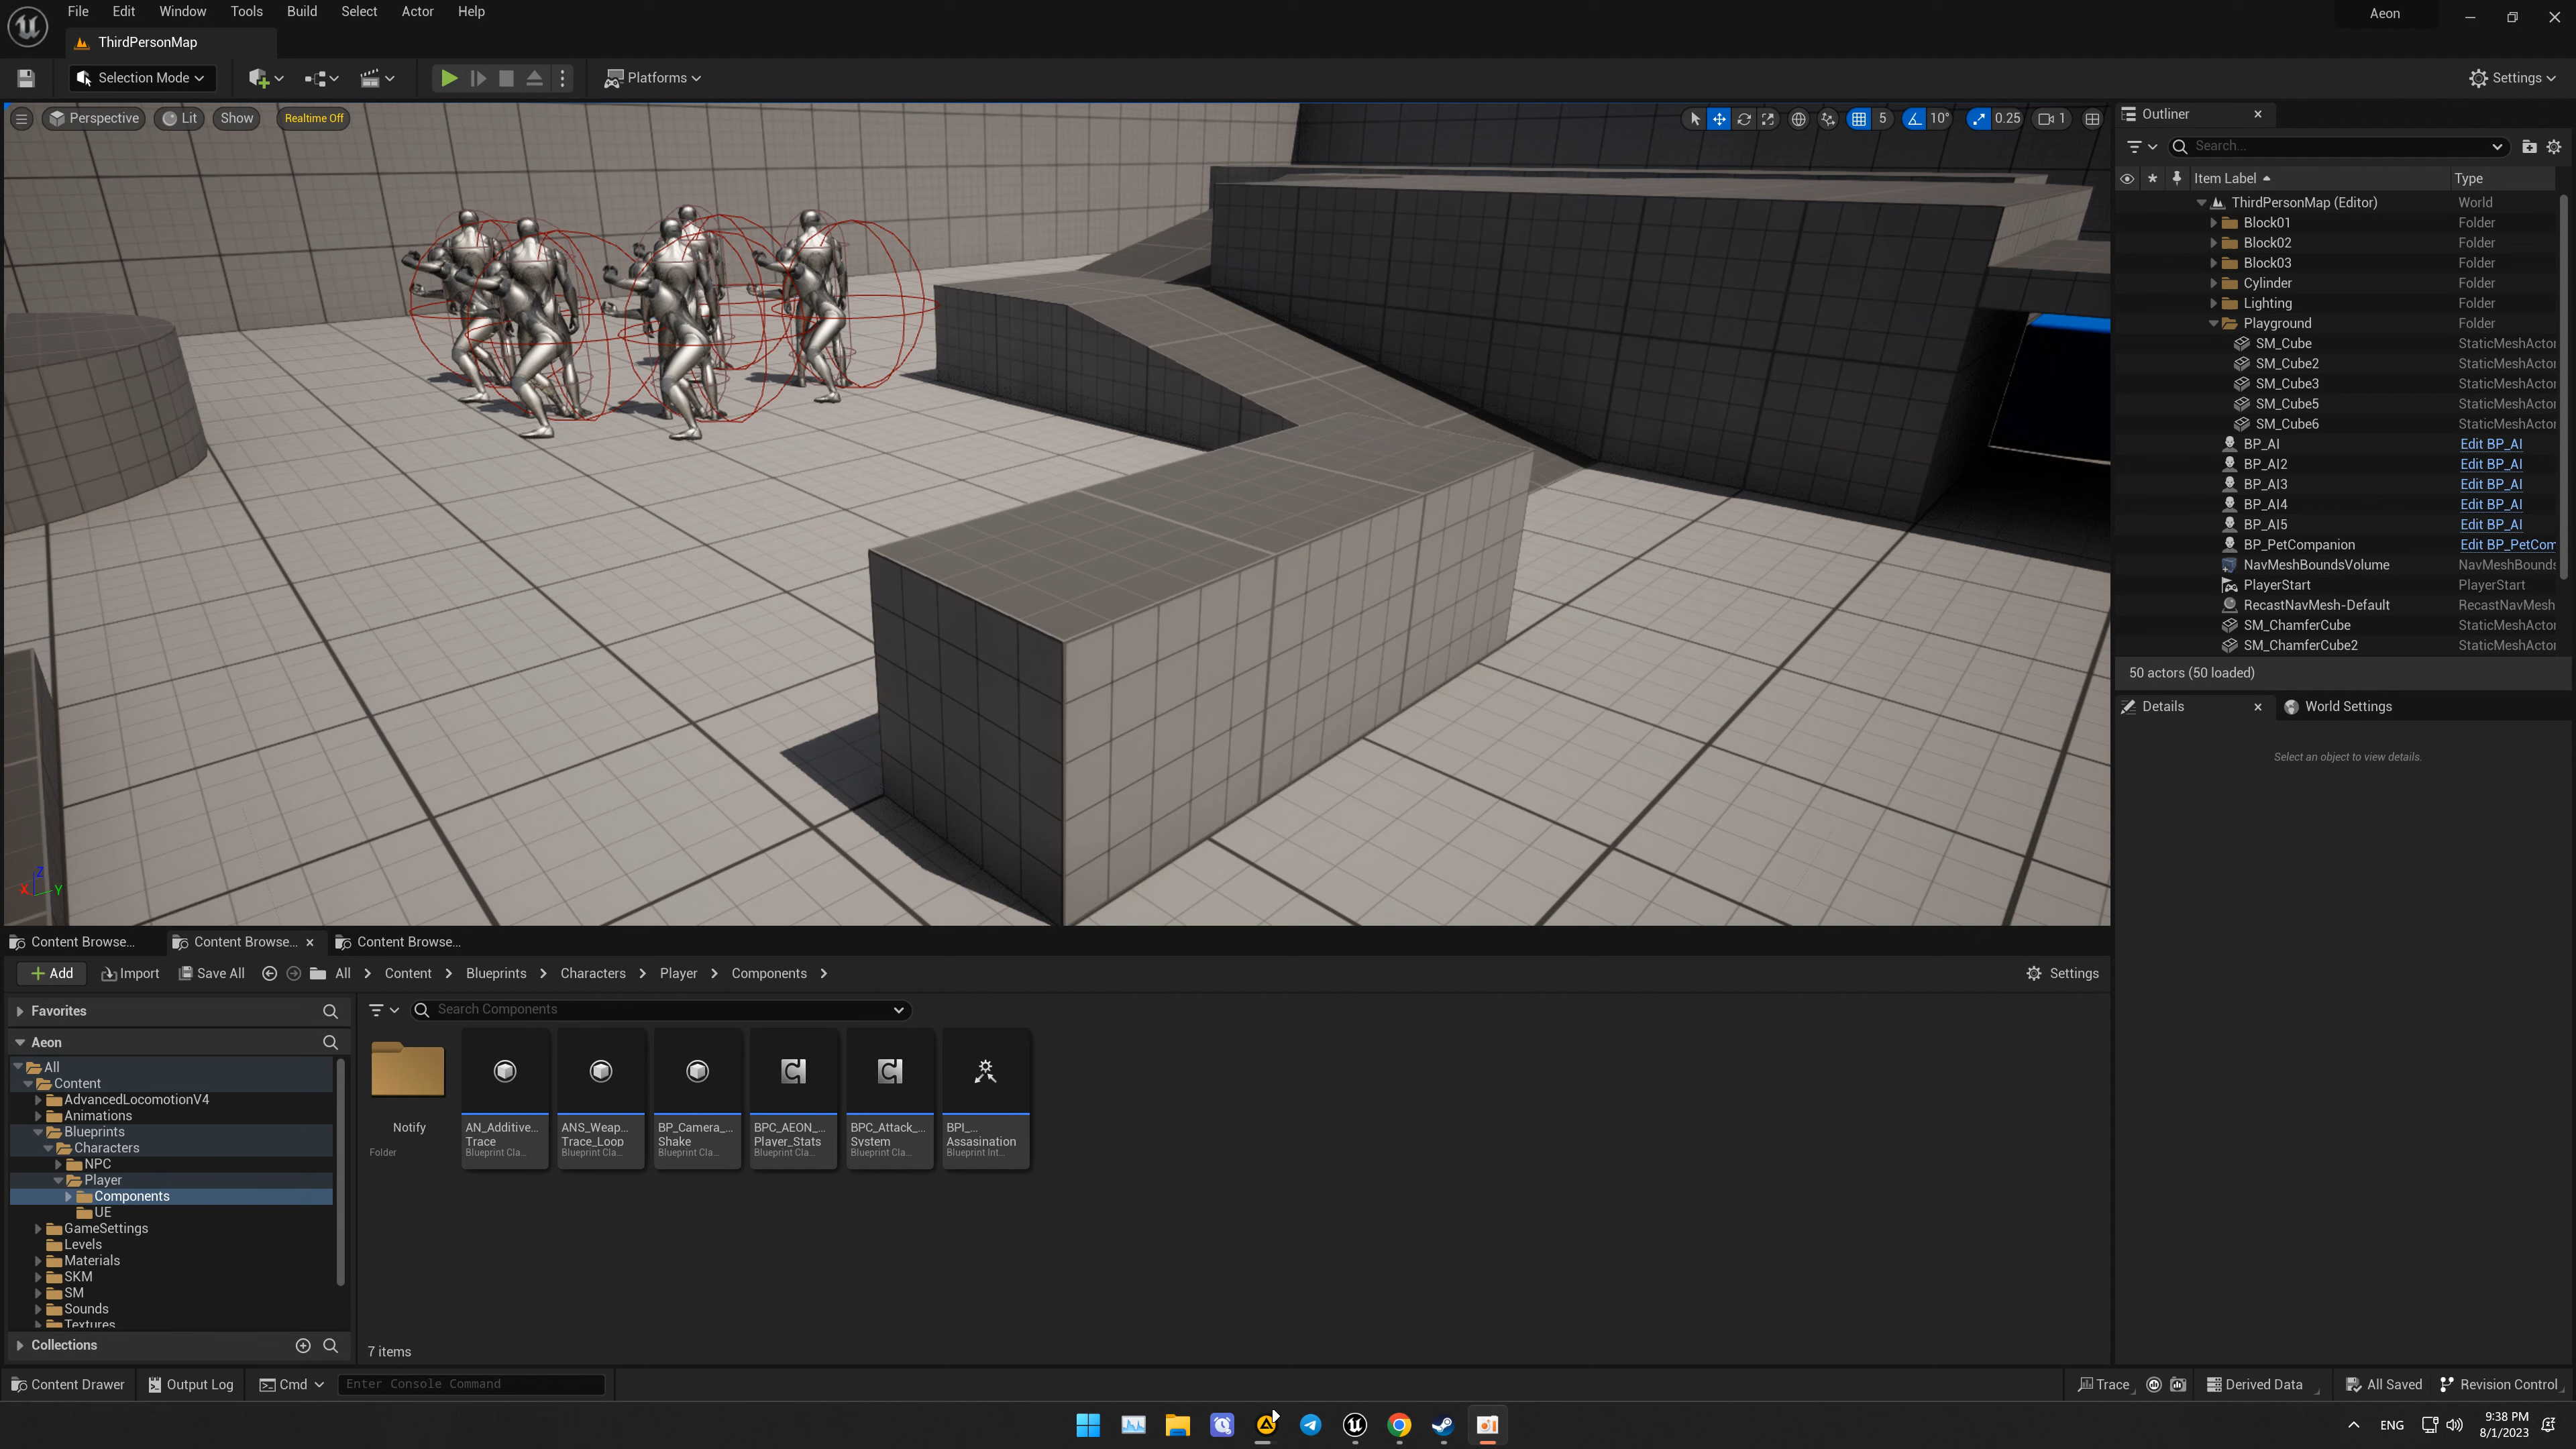 File Edit Window Tools Build Select Actor Help
Aeon
ThirdPersonMap
Selection Mode
Platforms
Settings
Perspective Lit Show Realtime Off
5 10° 0.25 1
Outliner
Search...
Item Label Type
ThirdPersonMap (Editor) World
Block01 Folder
Block02 Folder
Block03 Folder
Cylinder Folder
Lighting Folder
Playground Folder
SM_Cube StaticMeshActor
SM_Cube2 StaticMeshActor
SM_Cube3 StaticMeshActor
SM_Cube5 StaticMeshActor
SM_Cube6 StaticMeshActor
BP_AI Edit BP_AI
BP_AI2 Edit BP_AI
BP_AI3 Edit BP_AI
BP_AI4 Edit BP_AI
BP_AI5 Edit BP_AI
BP_PetCompanion Edit BP_PetCom
NavMeshBoundsVolume NavMeshBounds
PlayerStart PlayerStart
RecastNavMesh-Default RecastNavMesh
SM_ChamferCube StaticMeshActor
SM_ChamferCube2 StaticMeshActor
50 actors (50 loaded)
Details World Settings
Select an object to view details.
Z
X Y
Content Browse... Content Browse... Content Browse...
Add Import Save All All > Content > Blueprints > Characters > Player > Components > Settings
Favorites
Search Components
Aeon
All
Content
AdvancedLocomotionV4
Animations
Blueprints
Characters
NPC
Player
Components
UE
GameSettings
Levels
Materials
SKM
SM
Sounds
Textures
Collections
Notify
Folder
AN_Additive...
Trace
Blueprint Cla...
ANS_Weap...
Trace_Loop
Blueprint Cla...
BP_Camera_...
Shake
Blueprint Cla...
BPC_AEON_...
Player_Stats
Blueprint Cla...
BPC_Attack_...
System
Blueprint Cla...
BPI_...
Assasination
Blueprint Int...
7 items
Content Drawer Output Log Cmd Enter Console Command
Trace Derived Data All Saved Revision Control
ENG
9:38 PM
8/1/2023